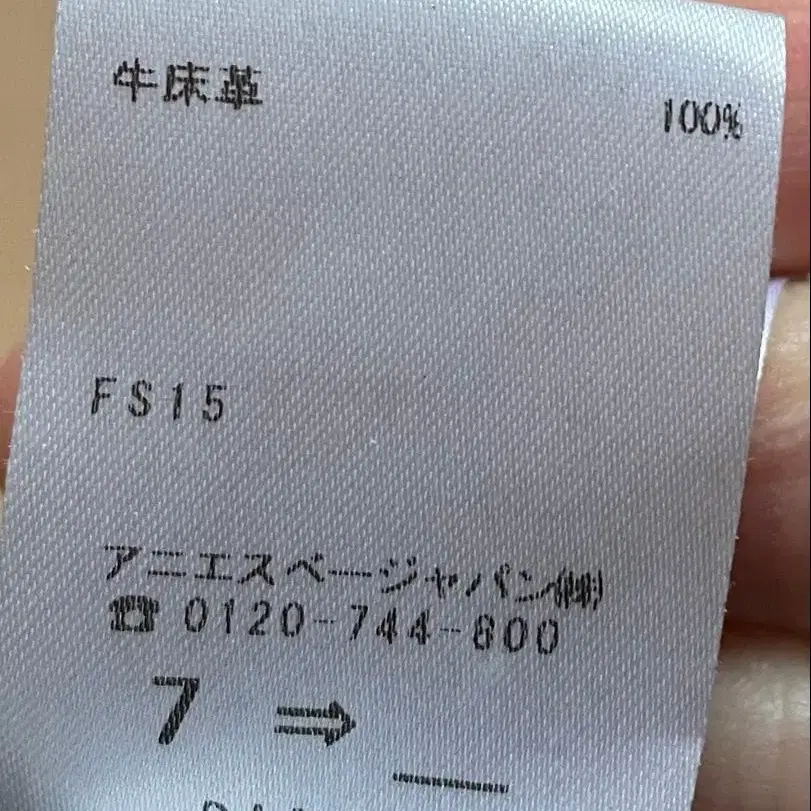 牛床革 100%
FS15
アニエスベージャパン(株)
☎ 0120-744-800
7 ⇒ __